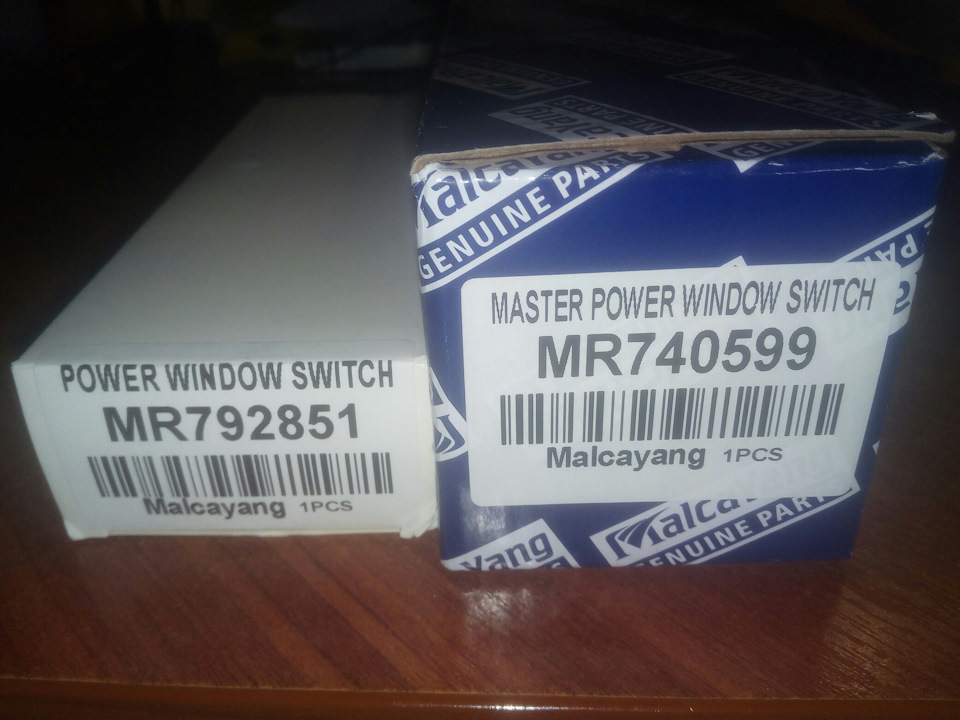 POWER WINDOW SWITCH
MR792851
Malcayang 1PCS
GENUINE PARTS
MASTER POWER WINDOW SWITCH
MR740599
Malcayang 1PCS
GENUINE PARTS